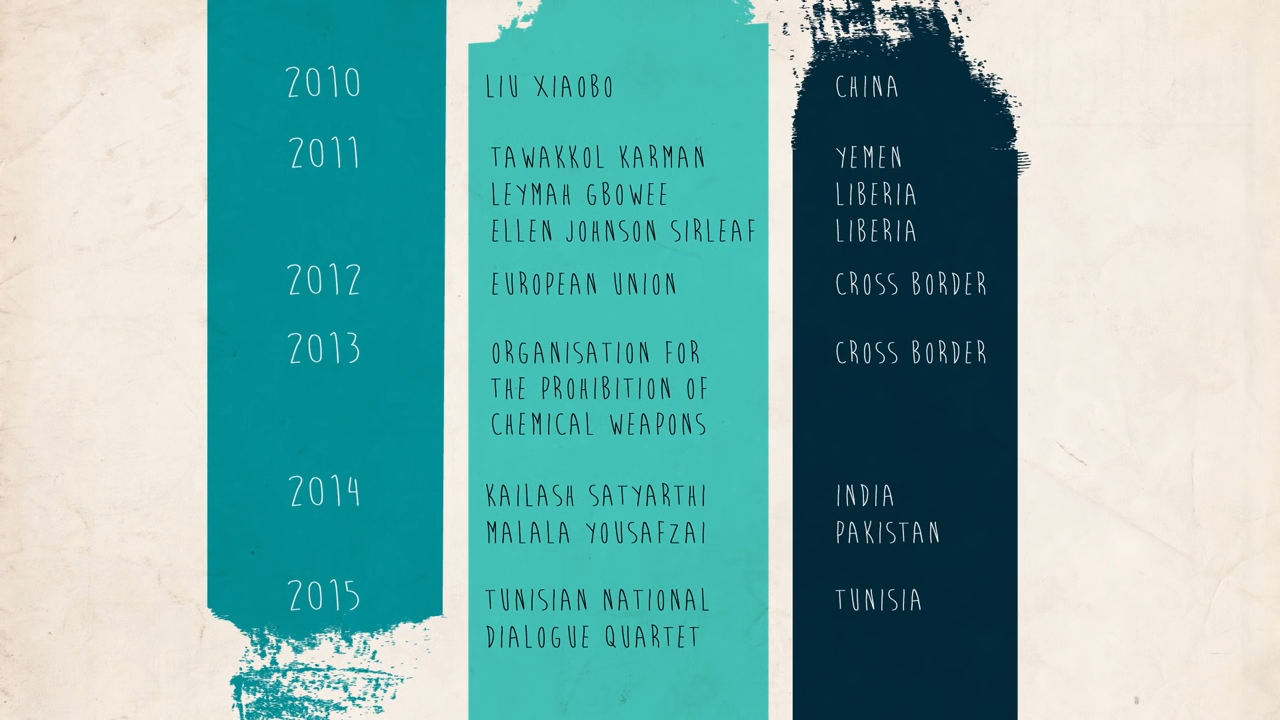 2010 LIU XIAOBO CHINA
2011 TAWAKKOL KARMAN YEMEN
LEYMAH GBOWEE LIBERIA
ELLEN JOHNSON SIRLEAF LIBERIA
2012 EUROPEAN UNION CROSS BORDER
2013 ORGANISATION FOR CROSS BORDER
THE PROHIBITION OF
CHEMICAL WEAPONS
2014 KAILASH SATYARTHI INDIA
MALALA YOUSAFZAI PAKISTAN
2015 TUNISIAN NATIONAL TUNISIA
DIALOGUE QUARTET